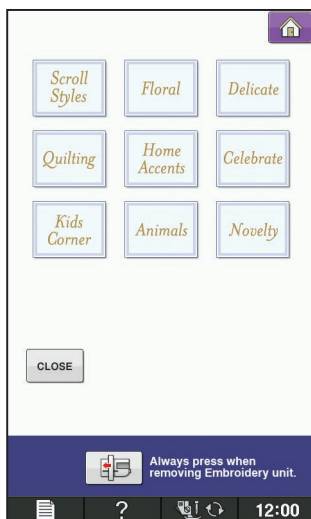 Scroll
Styles
Floral
Delicate
Quilting
Home
Accents
Celebrate
Kids
Corner
Animals
Novelty
CLOSE
Always press when
removing Embroidery unit.
?
12:00